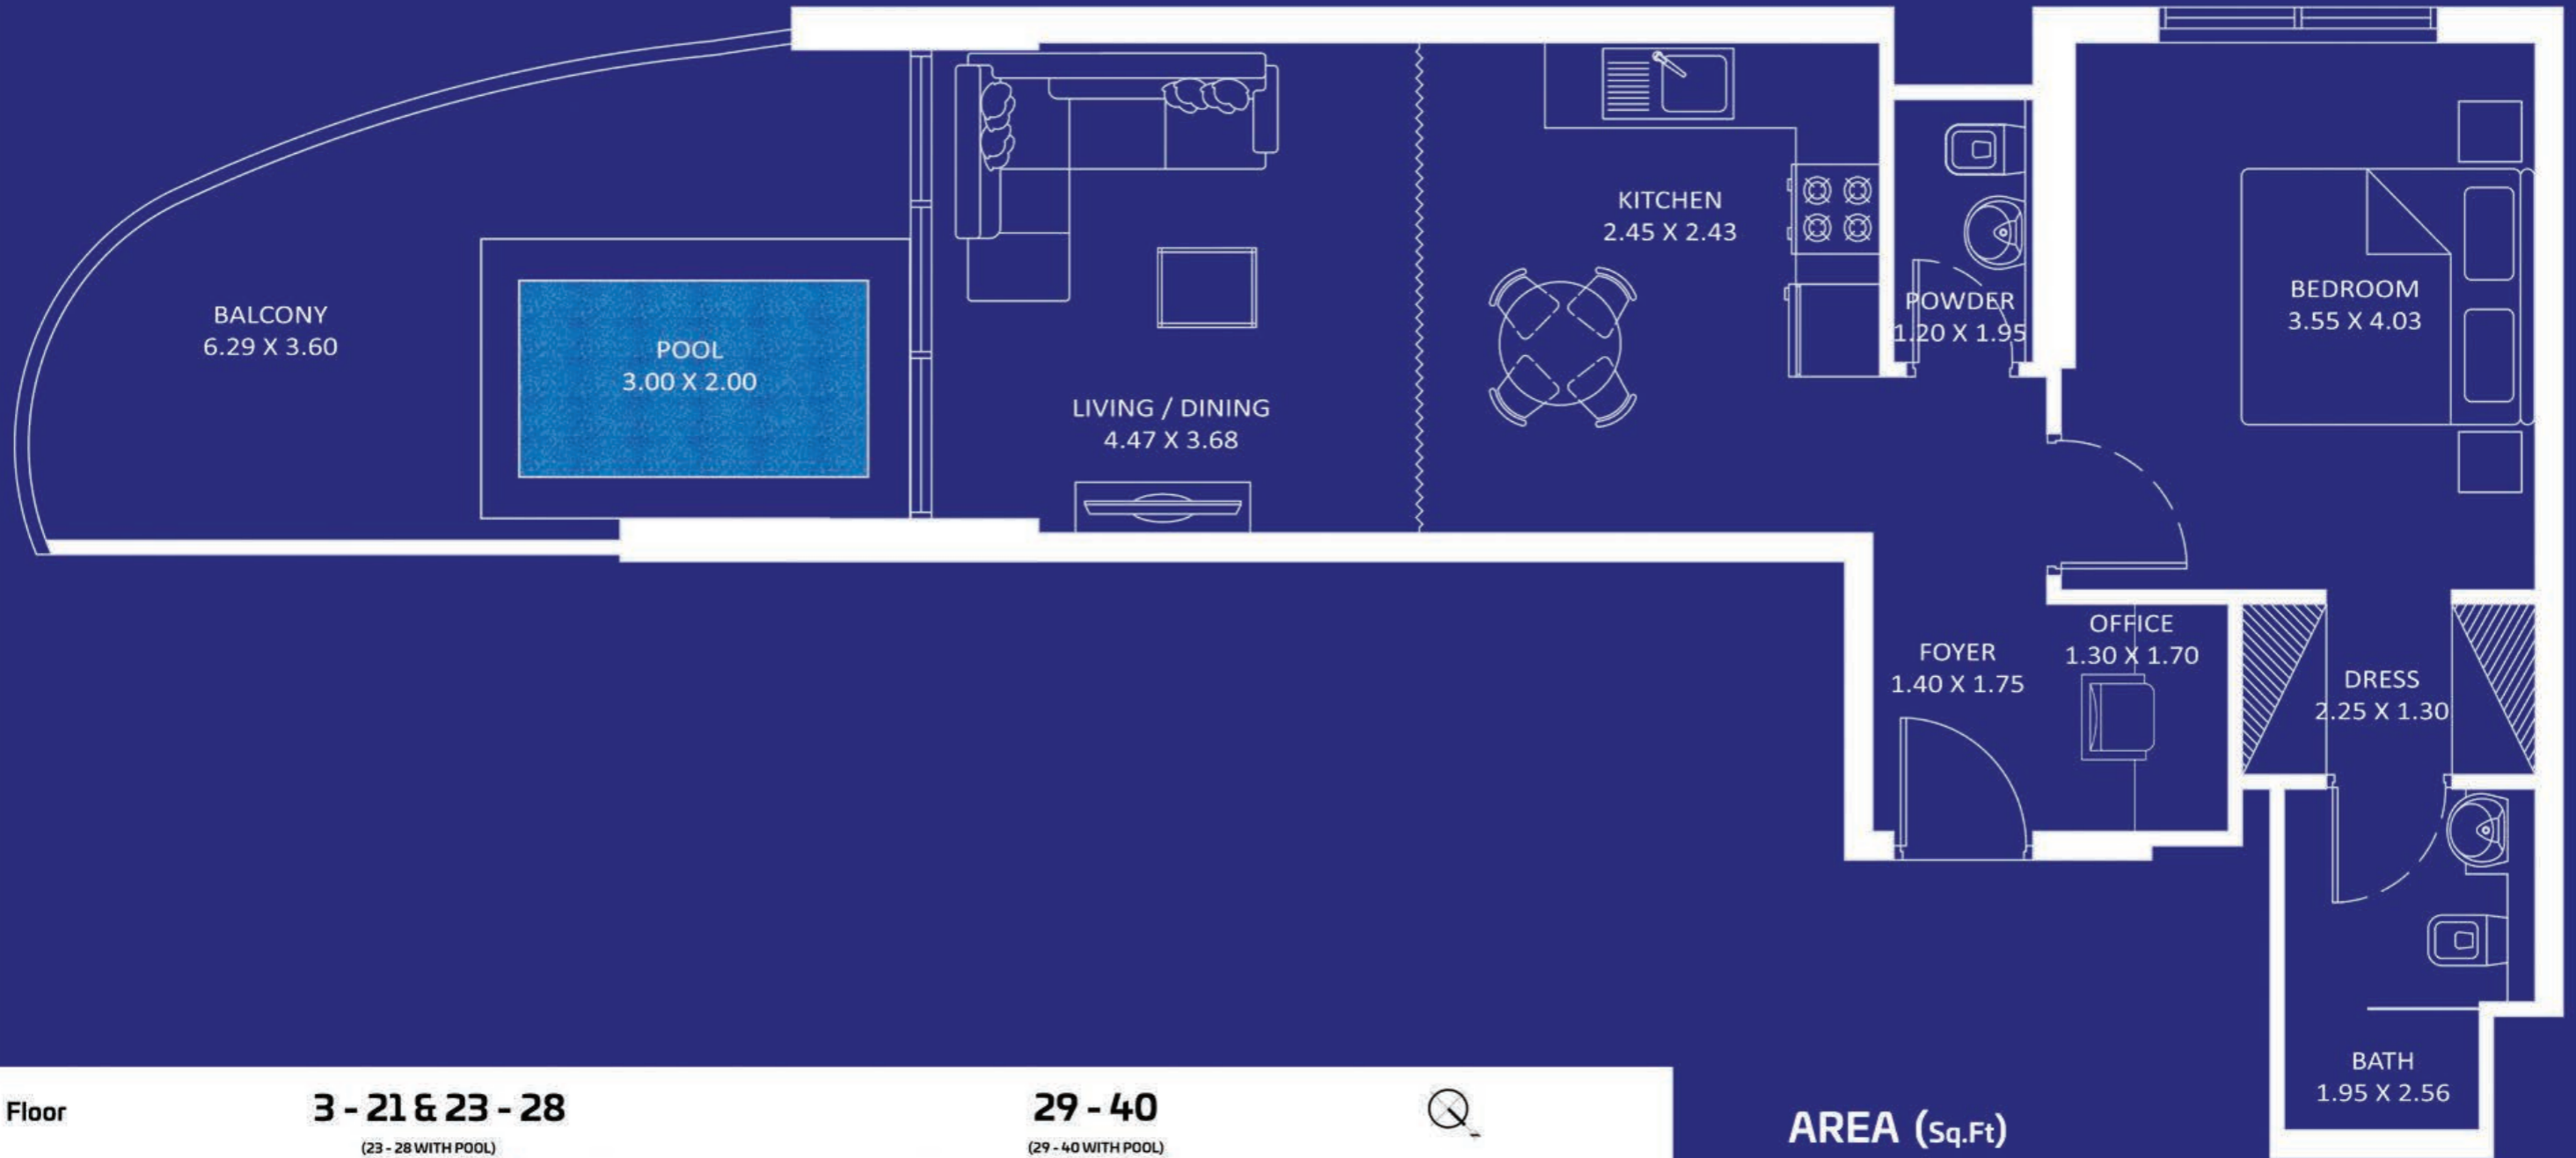 BALCONY
6.29 X 3.60
POOL
3.00 X 2.00
LIVING / DINING
4.47 X 3.68
KITCHEN
2.45 X 2.43
POWDER
1.20 X 1.95
BEDROOM
3.55 X 4.03
FOYER
1.40 X 1.75
OFFICE
1.30 X 1.70
DRESS
2.25 X 1.30
BATH
1.95 X 2.56
Floor
3 - 21 & 23 - 28
(23 - 28 WITH POOL)
29 - 40
(29 - 40 WITH POOL)
AREA (Sq.Ft)